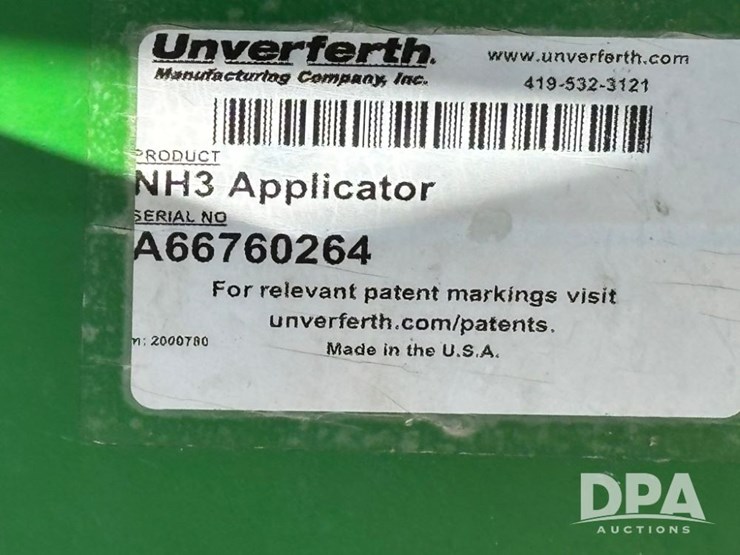 Unverferth.
www.unverferth.com
Manufacturing Company, Inc.
419-532-3121
PRODUCT
NH3 Applicator
SERIAL NO
A66760264
For relevant patent markings visit
unverferth.com/patents.
m: 2000780
Made in the U.S.A.
DPA
AUCTIONS